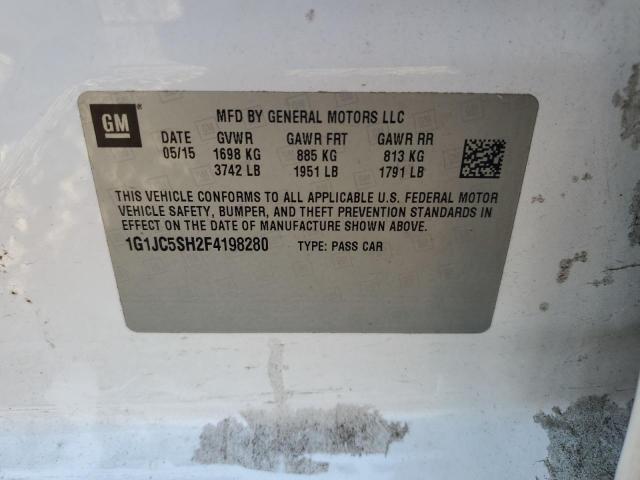 GM
MFD BY GENERAL MOTORS LLC
DATE GVWR GAWR FRT GAWR RR
05/15 1698 KG 885 KG 813 KG
3742 LB 1951 LB 1791 LB
THIS VEHICLE CONFORMS TO ALL APPLICABLE U.S. FEDERAL MOTOR
VEHICLE SAFETY, BUMPER, AND THEFT PREVENTION STANDARDS IN
EFFECT ON THE DATE OF MANUFACTURE SHOWN ABOVE.
1G1JC5SH2F4198280 TYPE: PASS CAR